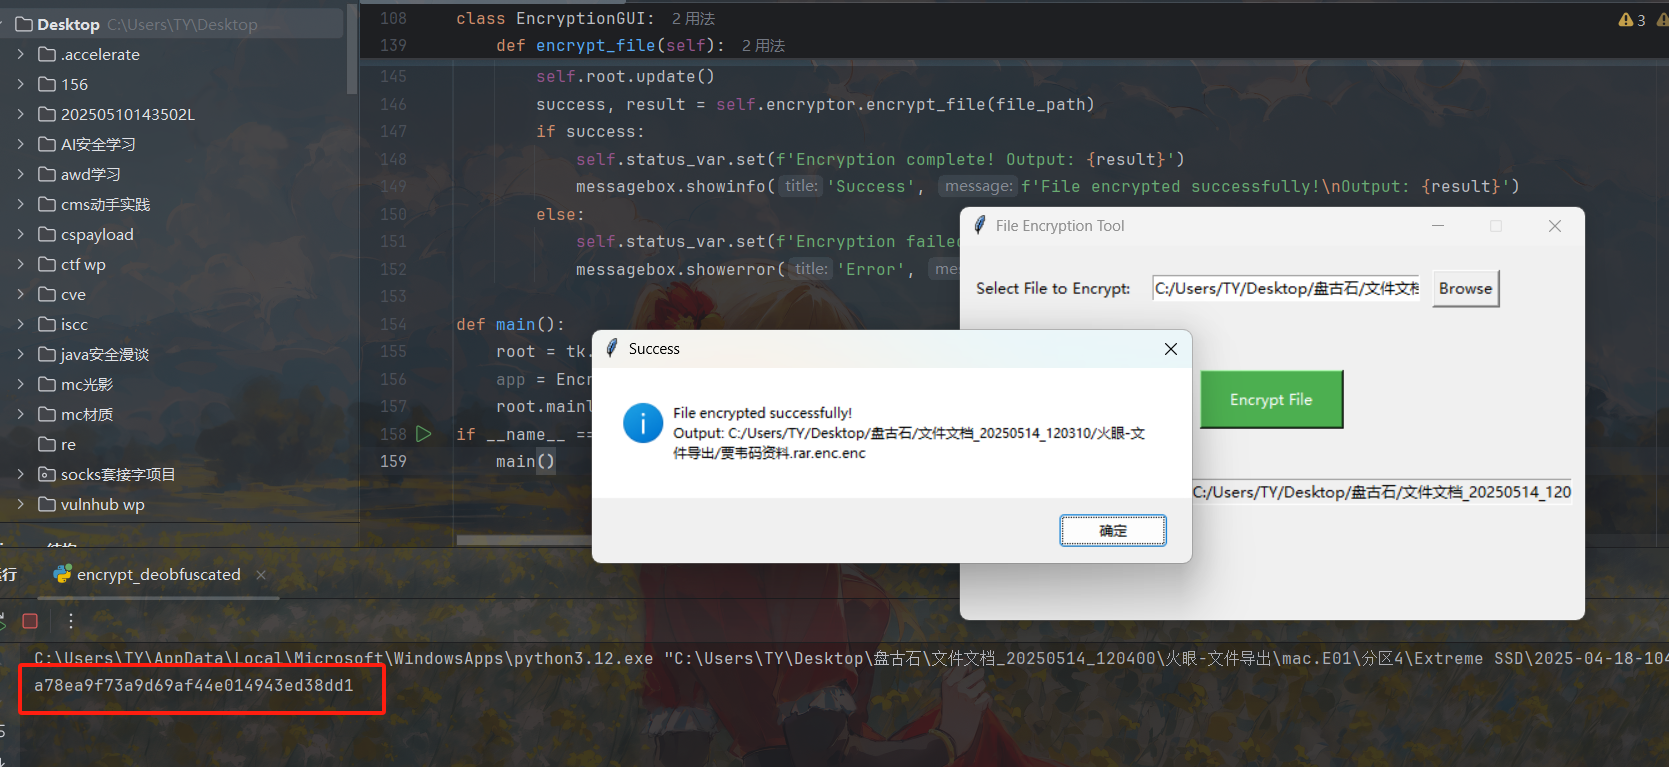 Desktop C:\Users\TY\Desktop
.accelerate
156
20250510143502L
AI安全学习
awd学习
cms动手实践
cspayload
ctf wp
cve
iscc
java安全漫谈
mc光影
mc材质
re
socks套接字项目
vulnhub wp
108 class EncryptionGUI: 2 用法
139 def encrypt_file(self): 2 用法
3
145 self.root.update()
146 success, result = self.encryptor.encrypt_file(file_path)
147 if success:
148 self.status_var.set(f'Encryption complete! Output: {result}')
149 messagebox.showinfo( title: 'Success', message: f'File encrypted successfully!\nOutput: {result}')
150 else:
151 self.status_var.set(f'Encryption failed
152 messagebox.showerror( title: 'Error',
153
154 def main():
155 root = tk.
156 app = Encr
157 root.mainl
158 if __name__ ==
159 main()
File Encryption Tool
Select File to Encrypt: C:/Users/TY/Desktop/盘古石/文件文档 Browse
Encrypt File
C:/Users/TY/Desktop/盘古石/文件文档_20250514_120
Success
File encrypted successfully!
Output: C:/Users/TY/Desktop/盘古石/文件文档_20250514_120310/火眼-文
件导出/贾韦码资料.rar.enc.enc
确定
encrypt_deobfuscated
C:\Users\TY\AppData\Local\Microsoft\WindowsApps\python3.12.exe "C:\Users\TY\Desktop\盘古石\文件文档_20250514_120400\火眼-文件导出\mac.E01\分区4\Extreme SSD\2025-04-18-104
a78ea9f73a9d69af44e014943ed38dd1